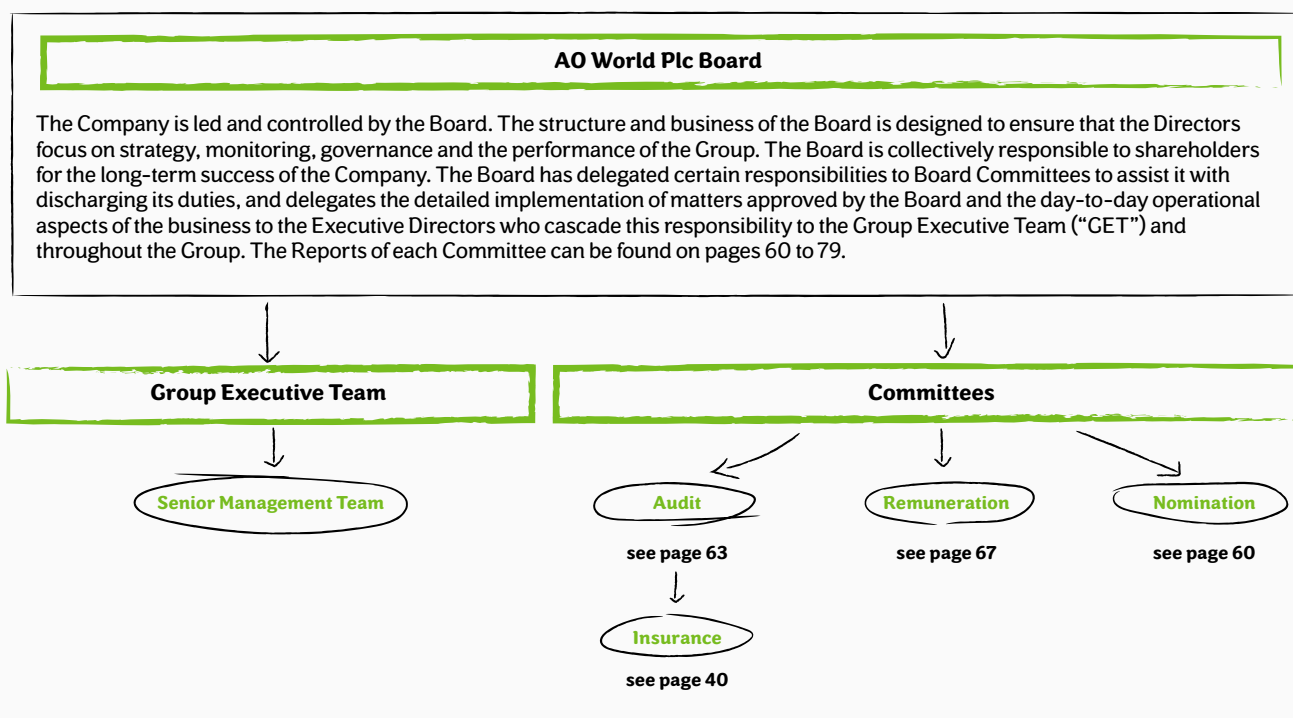 AO World Plc Board
The Company is led and controlled by the Board. The structure and business of the Board is designed to ensure that the Directors
focus on strategy, monitoring, governance and the performance of the Group. The Board is collectively responsible to shareholders
for the long-term success of the Company. The Board has delegated certain responsibilities to Board Committees to assist it with
discharging its duties, and delegates the detailed implementation of matters approved by the Board and the day-to-day operational
aspects of the business to the Executive Directors who cascade this responsibility to the Group Executive Team (“GET”) and
throughout the Group. The Reports of each Committee can be found on pages 60 to 79.
Group Executive Team
Committees
Senior Management Team
Audit
Remuneration
Nomination
see page 63
see page 67
see page 60
Insurance
see page 40